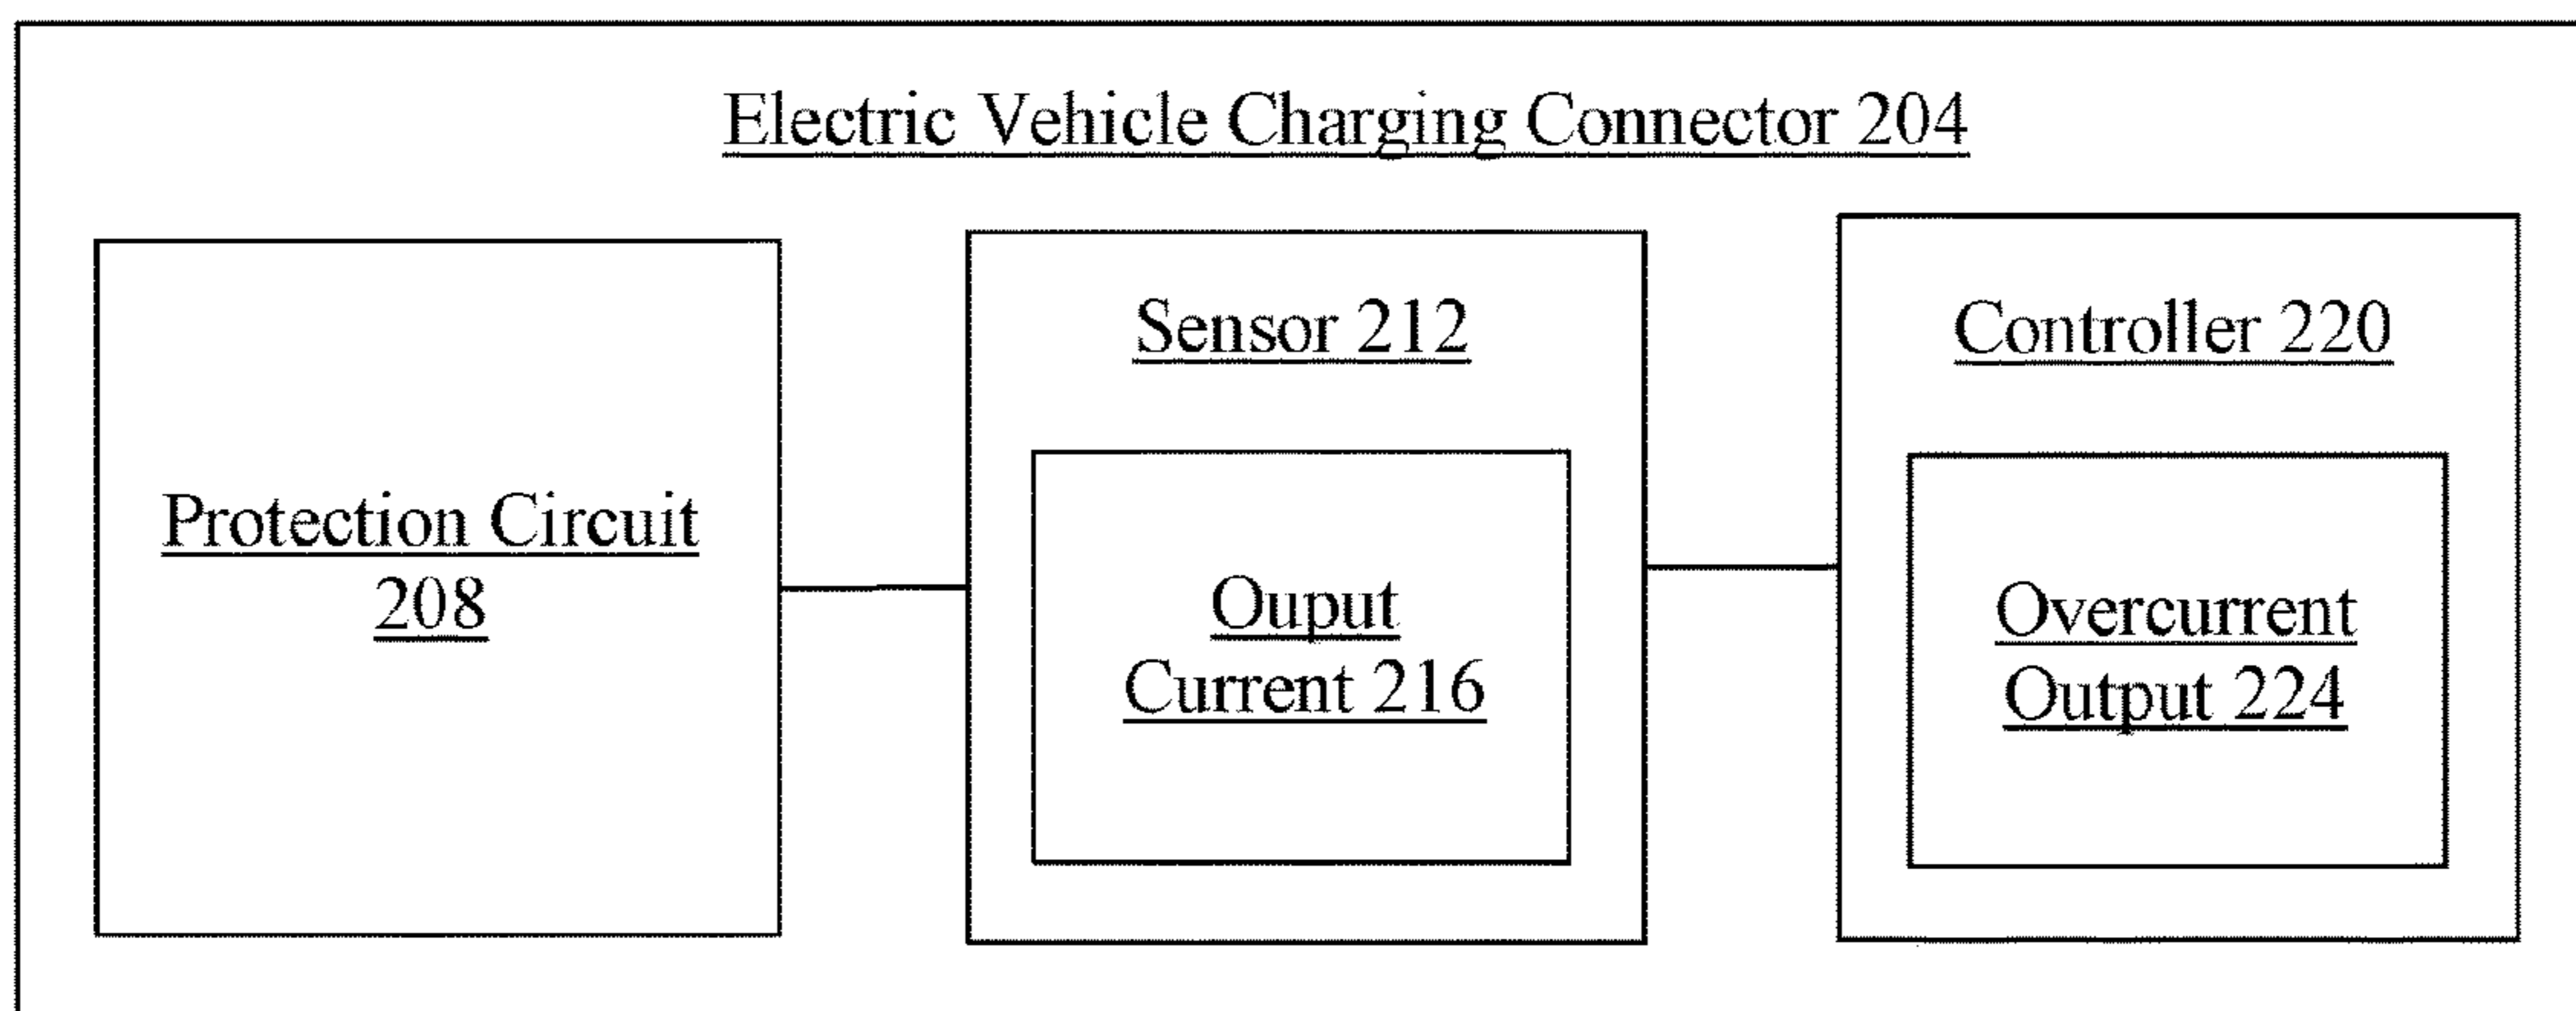 Electric Vehicle Charging Connector 204
Protection Circuit
208
Sensor 212
Ouput
Current 216
Controller 220
Overcurrent
Output 224